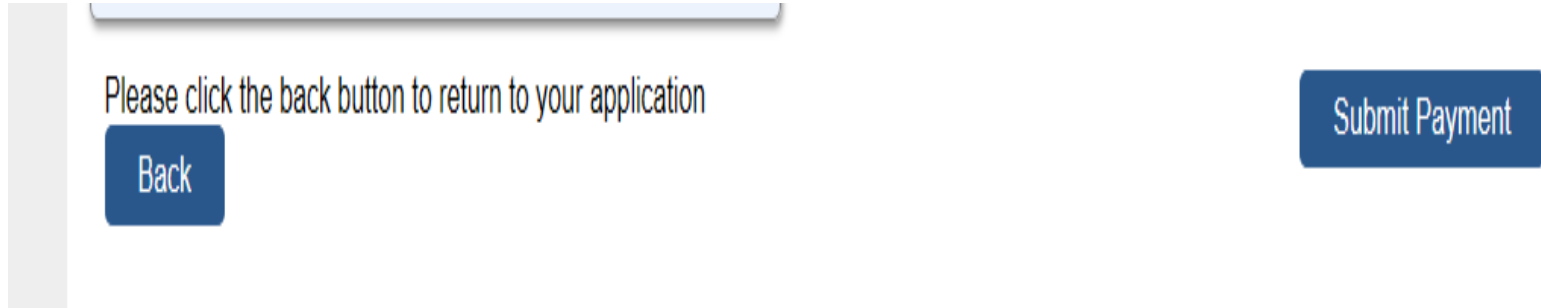 Please click the back button to return to your application
Submit Payment
Back